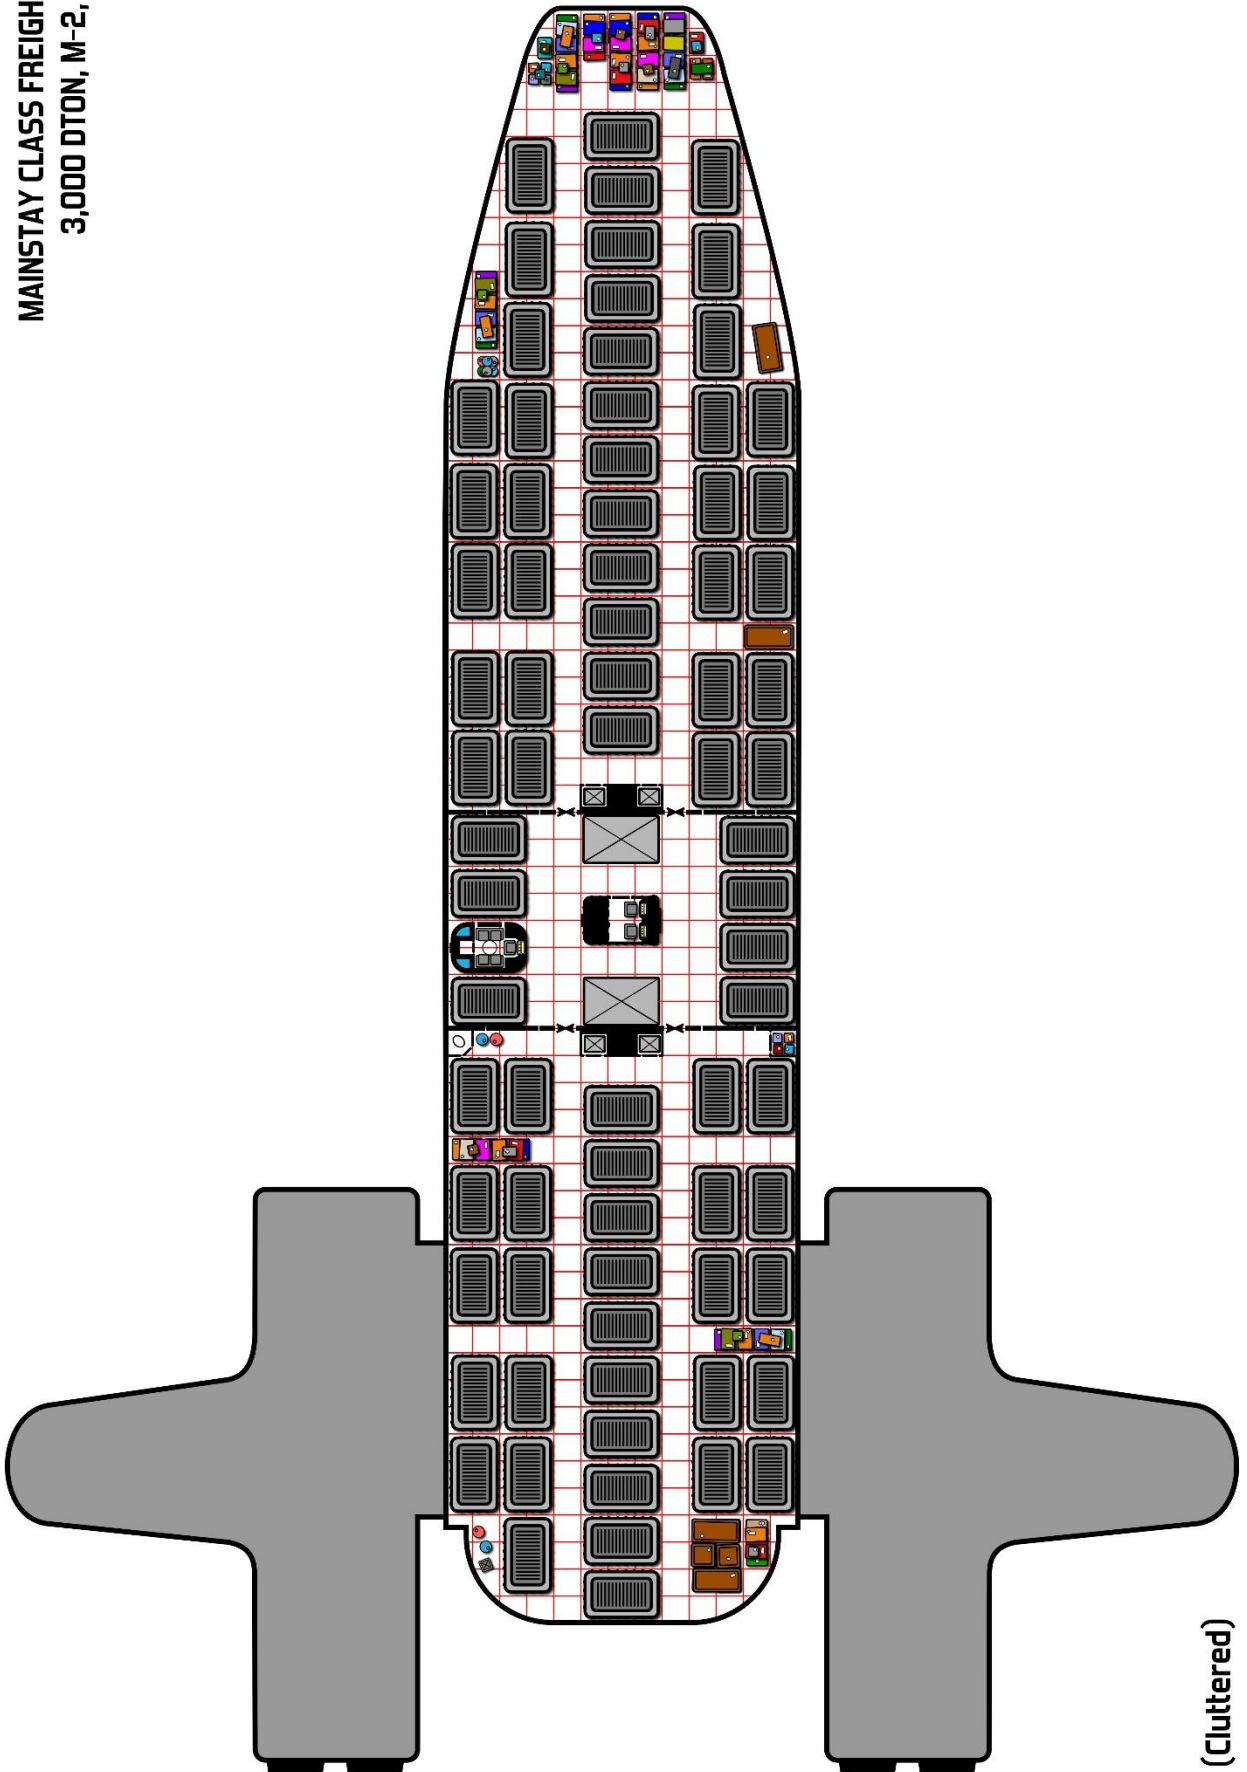 MAINSTAY CLASS FREIGH
3,000 DTON, M-2,
(Cluttered)